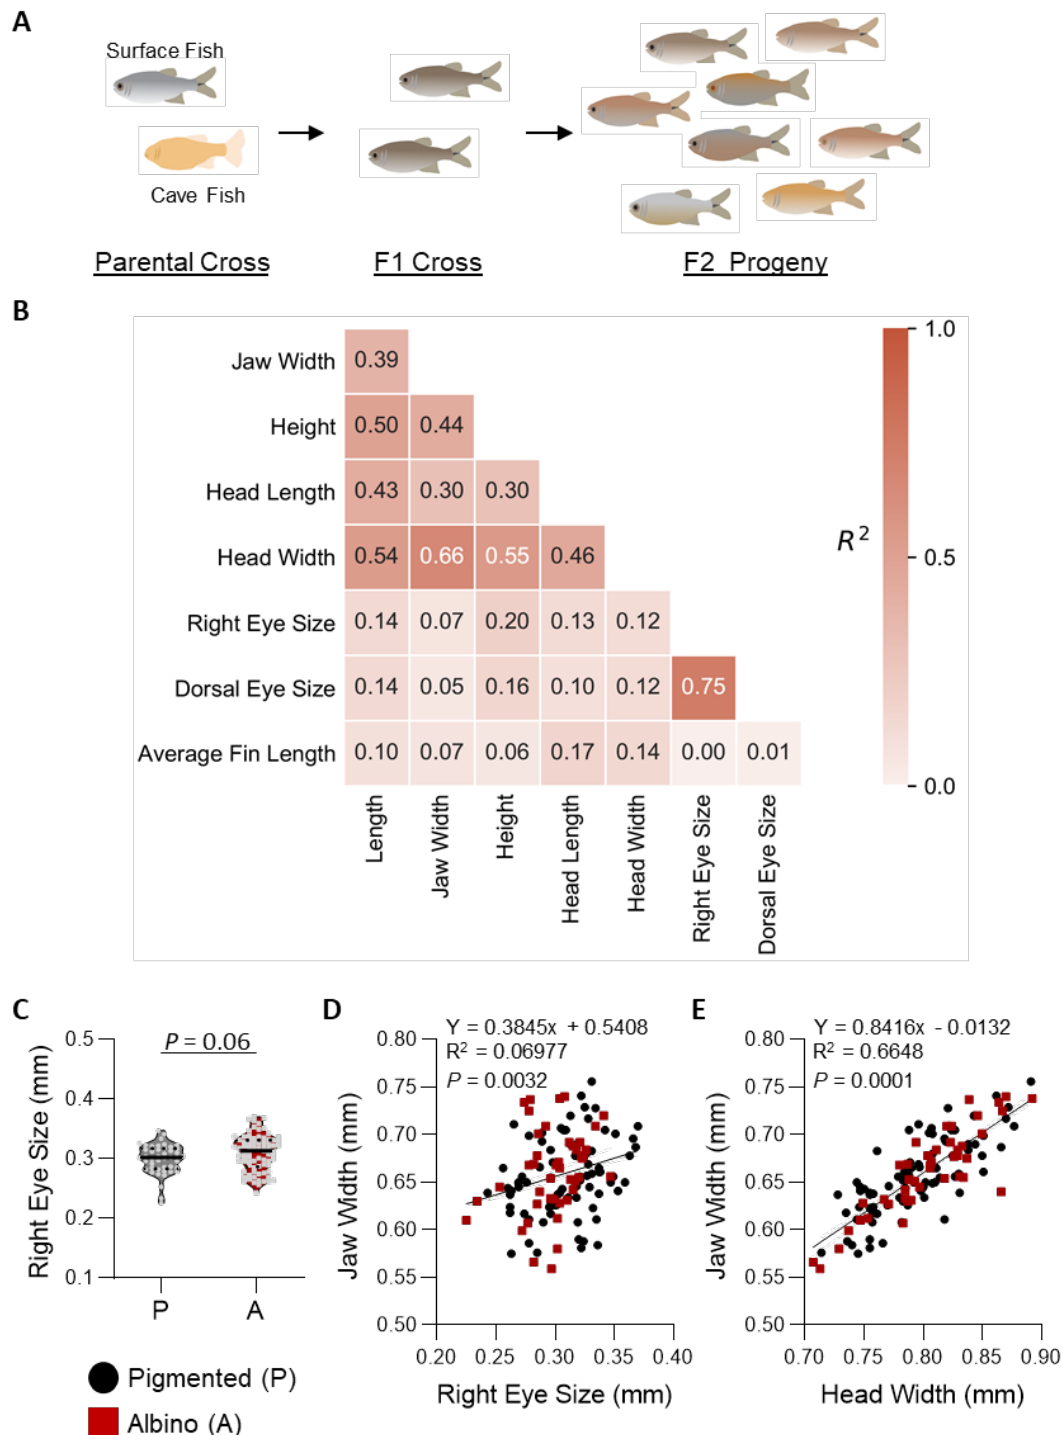 A
Surface Fish
Cave Fish
Parental Cross
F1 Cross
F2 Progeny
B
Jaw Width 0.39
Height 0.50 0.44
Head Length 0.43 0.30 0.30
Head Width 0.54 0.66 0.55 0.46
Right Eye Size 0.14 0.07 0.20 0.13 0.12
Dorsal Eye Size 0.14 0.05 0.16 0.10 0.12 0.75
Average Fin Length 0.10 0.07 0.06 0.17 0.14 0.00 0.01
Length
Jaw Width
Height
Head Length
Head Width
Right Eye Size
Dorsal Eye Size
R²
1.0
0.5
0.0
C
P = 0.06
Right Eye Size (mm)
0.5
0.4
0.3
0.2
0.1
P A
Pigmented (P)
Albino (A)
D
Y = 0.3845x + 0.5408
R² = 0.06977
P = 0.0032
Jaw Width (mm)
0.80
0.75
0.70
0.65
0.60
0.55
0.50
0.20 0.25 0.30 0.35 0.40
Right Eye Size (mm)
E
Y = 0.8416x - 0.0132
R² = 0.6648
P = 0.0001
Jaw Width (mm)
0.80
0.75
0.70
0.65
0.60
0.55
0.50
0.70 0.75 0.80 0.85 0.90
Head Width (mm)